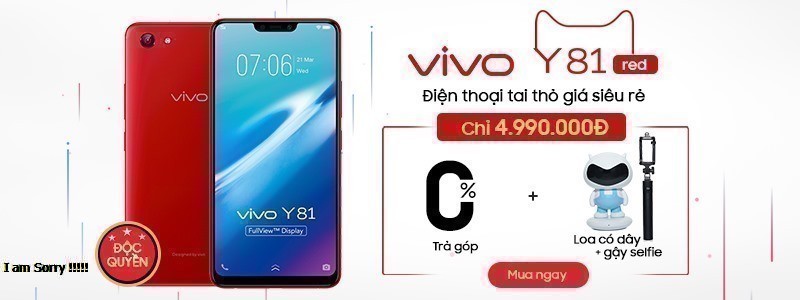 vivo
07:06
21 Mar
Wed
vivo Y81
FullView™ Display
ĐỘC
QUYỀN
I am Sorry !!!!!
vivo Y81 red
Điện thoại tai thỏ giá siêu rẻ
Chỉ 4.990.000Đ
0%
Trả góp
+
Loa có dây
+ gậy selfie
Mua ngay